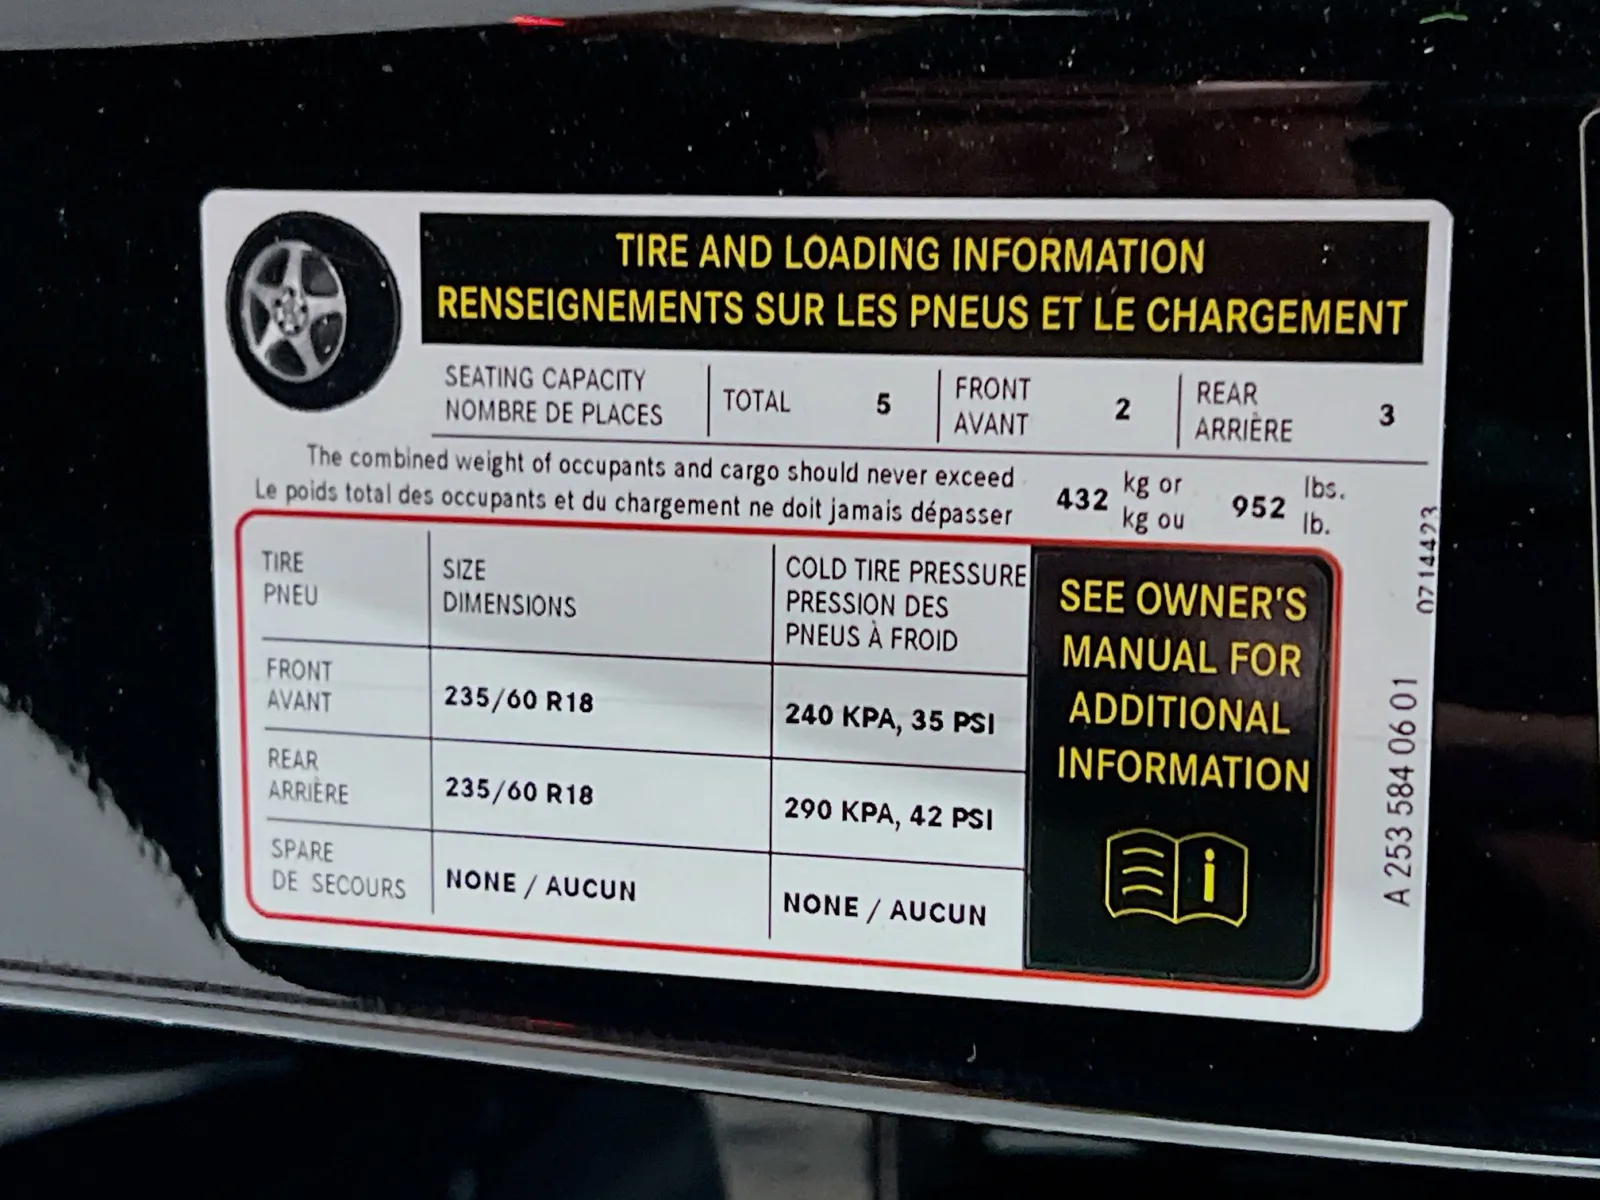 TIRE AND LOADING INFORMATION
RENSEIGNEMENTS SUR LES PNEUS ET LE CHARGEMENT
SEATING CAPACITY
NOMBRE DE PLACES
TOTAL 5
FRONT
AVANT
2
REAR
ARRIÈRE
3
The combined weight of occupants and cargo should never exceed
Le poids total des occupants et du chargement ne doit jamais dépasser
432
kg or
kg ou
952
lbs.
lb.
TIRE
PNEU
SIZE
DIMENSIONS
COLD TIRE PRESSURE
PRESSION DES
PNEUS À FROID
FRONT
AVANT
235/60 R18
240 KPA, 35 PSI
REAR
ARRIÈRE
235/60 R18
290 KPA, 42 PSI
SPARE
DE SECOURS
NONE / AUCUN
NONE / AUCUN
SEE OWNER'S
MANUAL FOR
ADDITIONAL
INFORMATION
i
A 253 584 06 01
0714423